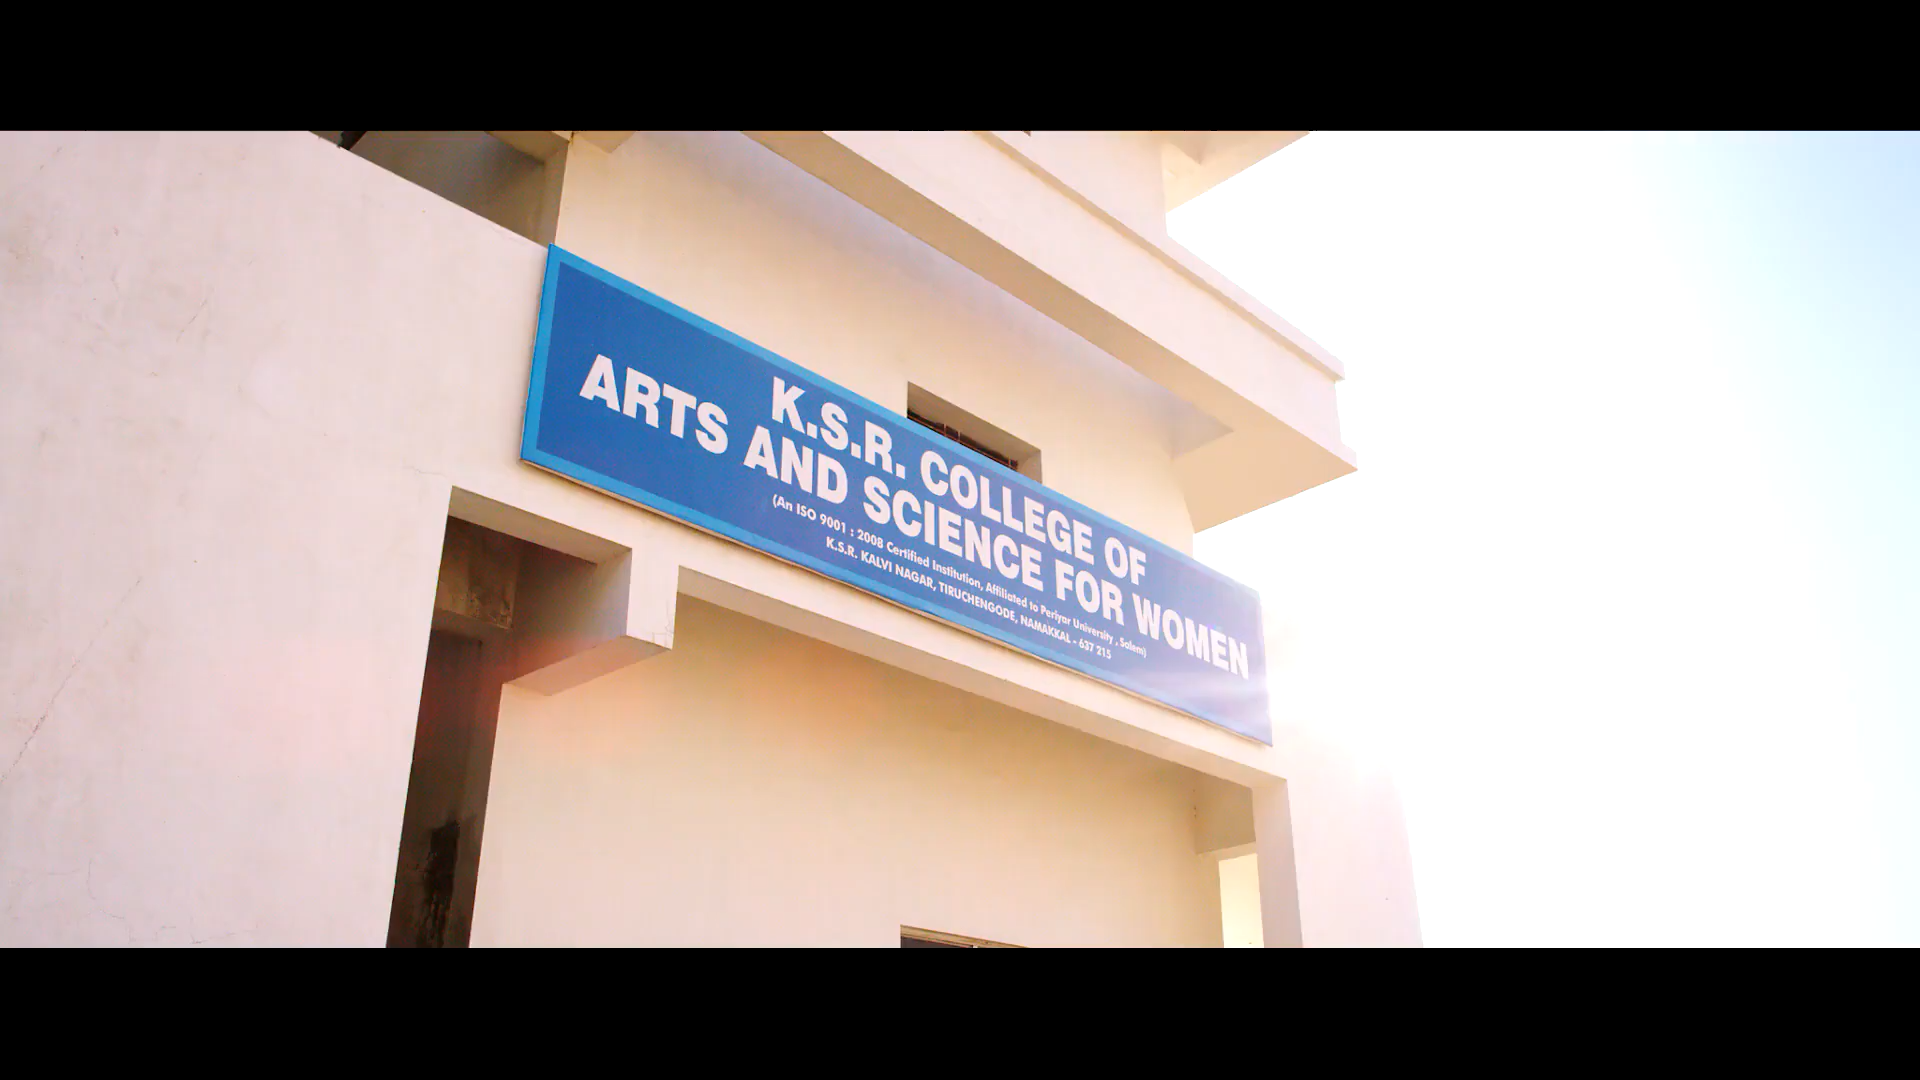 K.S.R. COLLEGE OF
ARTS AND SCIENCE FOR WOMEN
(An ISO 9001 : 2008 Certified Institution, Affiliated to Periyar University , Salem)
K.S.R. KALVI NAGAR, TIRUCHENGODE, NAMAKKAL - 637 215